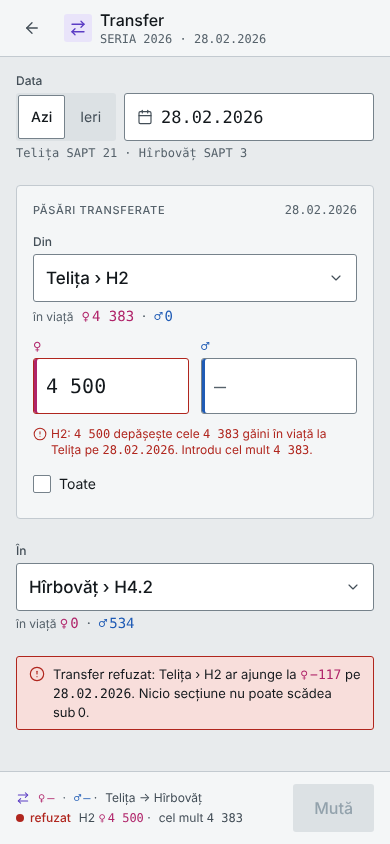 Transfer
SERIA 2026 · 28.02.2026
Data
Azi Ieri 28.02.2026
Telița SAPT 21 · Hîrbovăț SAPT 3
PĂSĂRI TRANSFERATE 28.02.2026
Din
Telița › H2
în viață ♀4 383 · ♂0
♀ ♂
4 500 —
H2: 4 500 depășește cele 4 383 găini în viață la
Telița pe 28.02.2026. Introdu cel mult 4 383.
Toate
În
Hîrbovăț › H4.2
în viață ♀0 · ♂534
Transfer refuzat: Telița › H2 ar ajunge la ♀−117 pe
28.02.2026. Nicio secțiune nu poate scădea
sub 0.
♀— · ♂— · Telița → Hîrbovăț
refuzat H2 ♀4 500 · cel mult 4 383
Mută